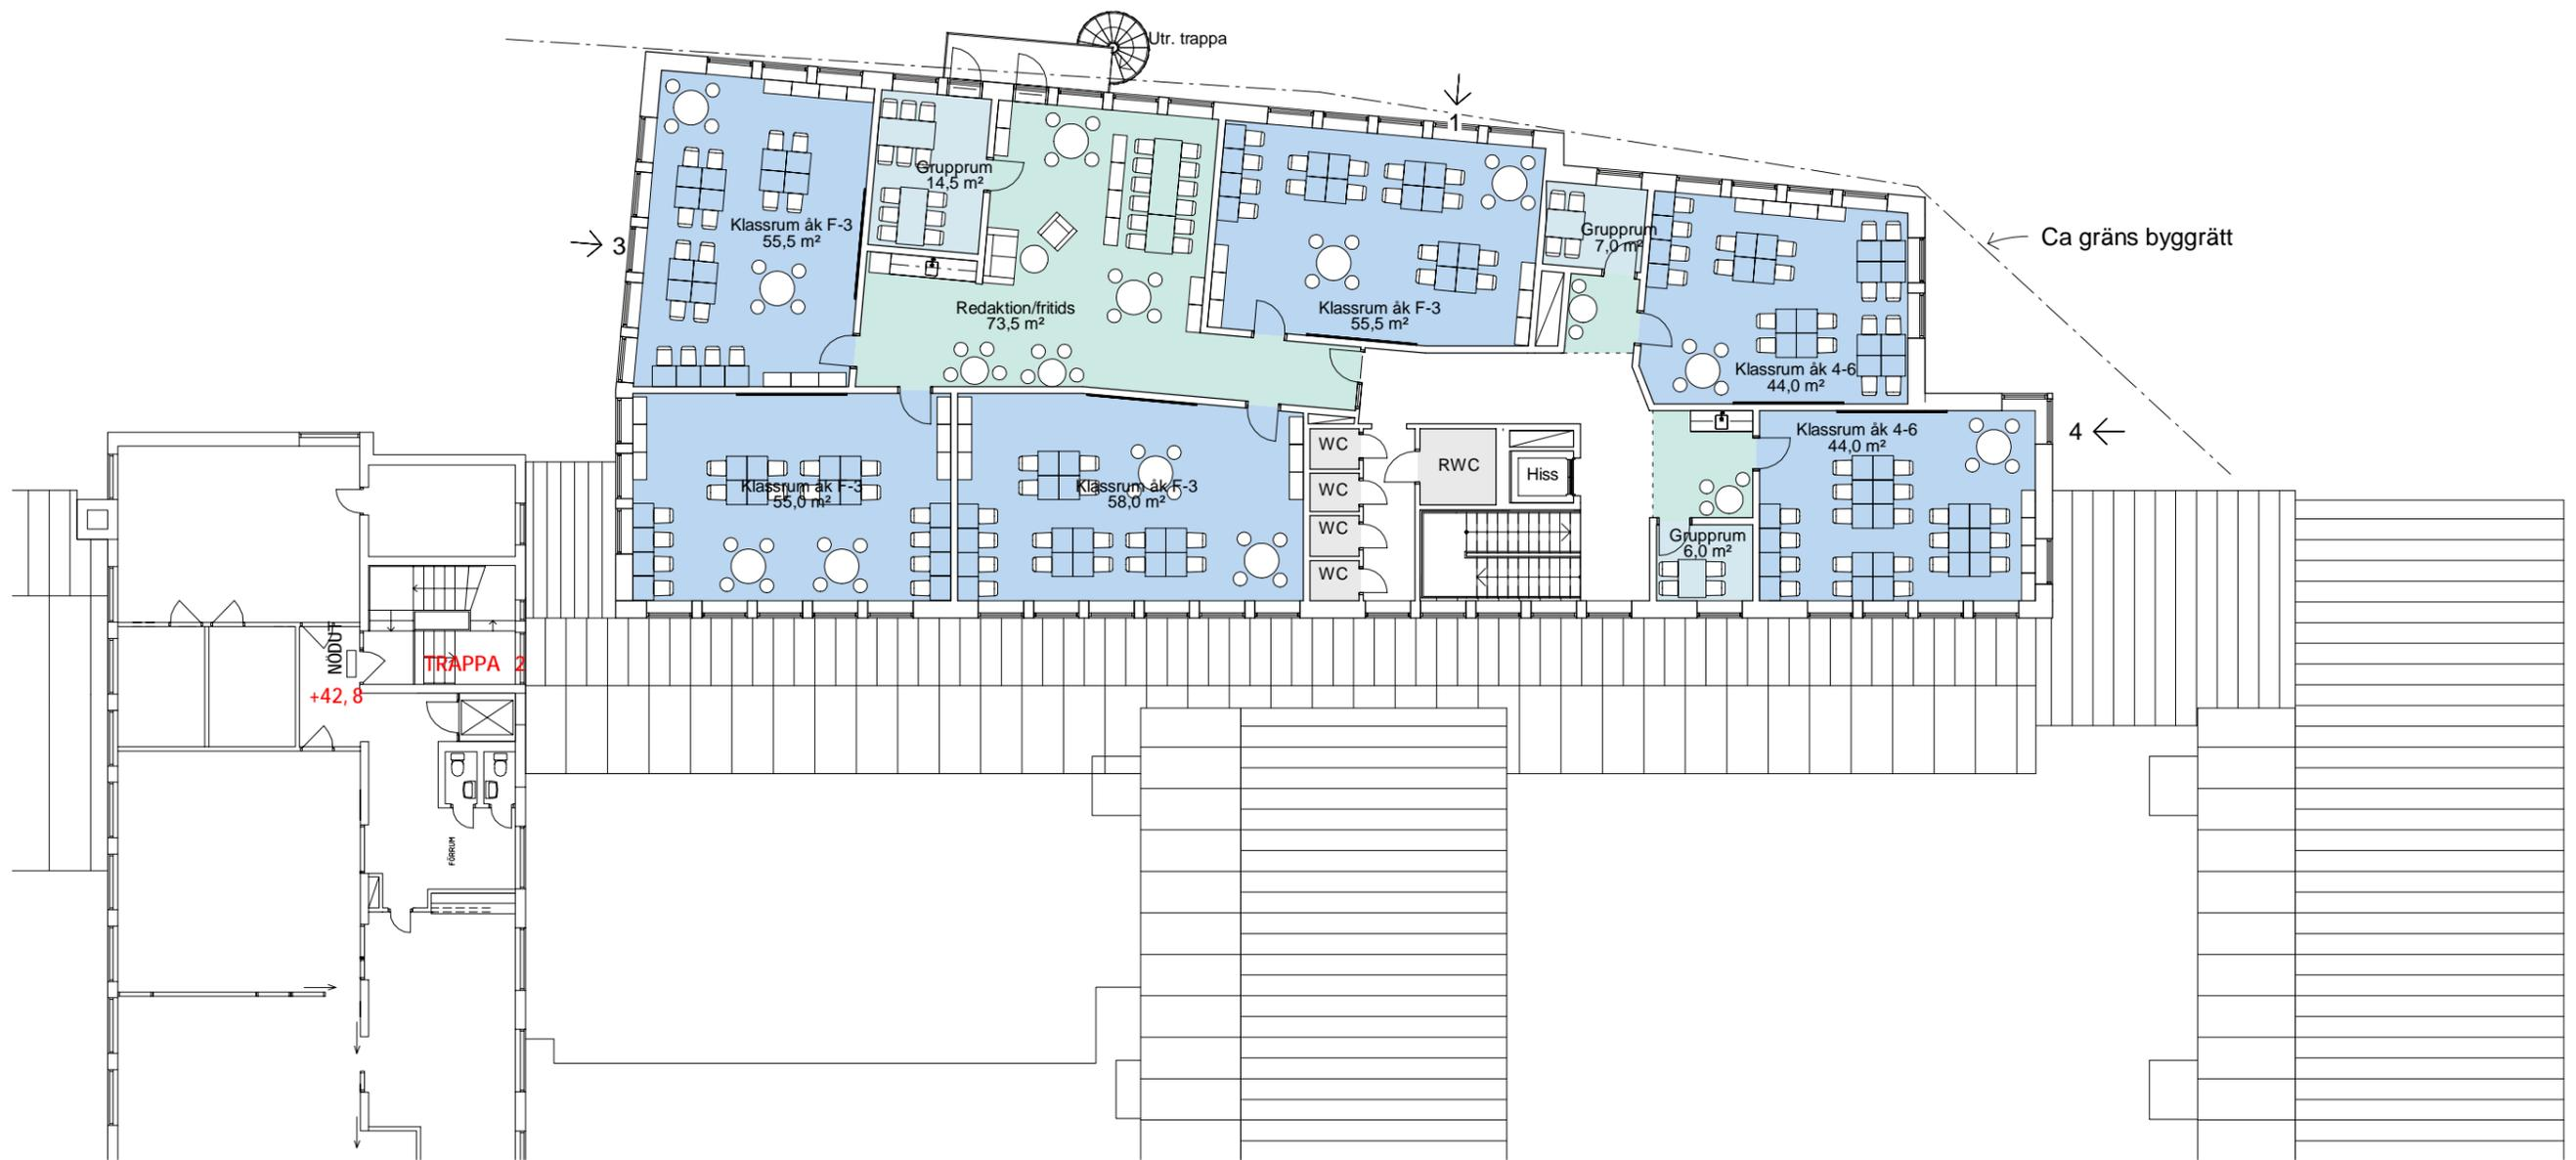 Utr. trappa
1
Grupprum
14,5 m²
Klassrum åk F-3
55,5 m²
3
Grupprum
7,0 m²
Ca gräns byggrätt
Redaktion/fritids
73,5 m²
Klassrum åk F-3
55,5 m²
Klassrum åk 4-6
44,0 m²
Klassrum åk 4-6
44,0 m²
4
WC
RWC
Hiss
Klassrum åk F-3
55,0 m²
Klassrum åk F-3
58,0 m²
WC
WC
Grupprum
6,0 m²
WC
NÖDUT
TRAPPA 2
+42,8
FÖRRUM